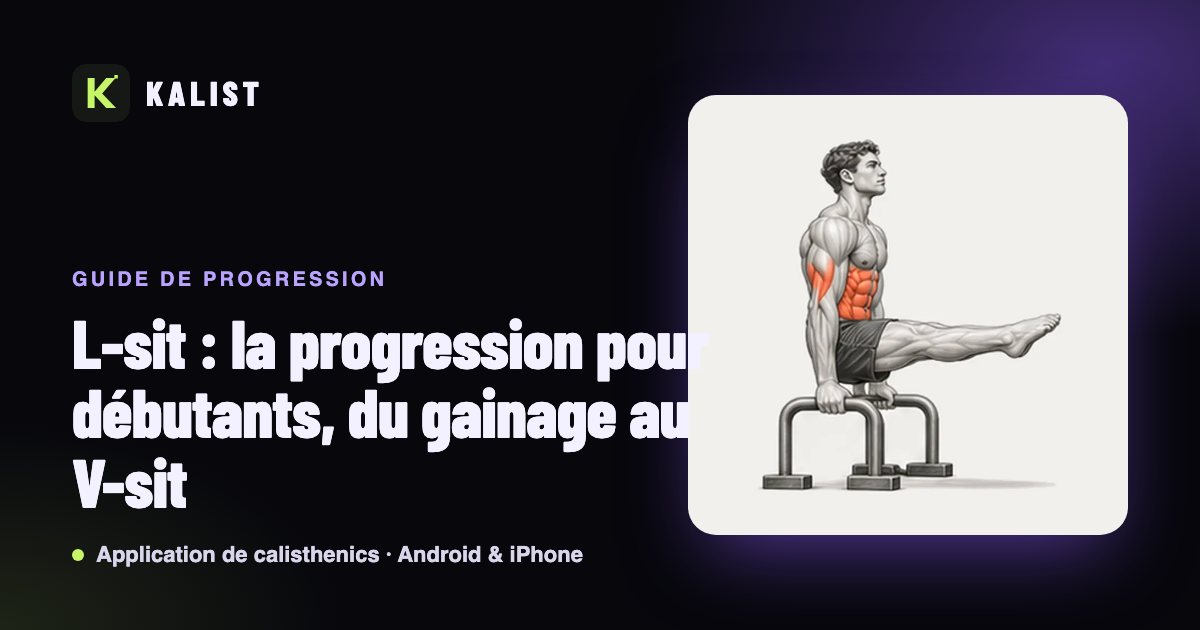 KALIST
GUIDE DE PROGRESSION
L-sit : la progression pour
débutants, du gainage au
V-sit
Application de calisthenics · Android & iPhone